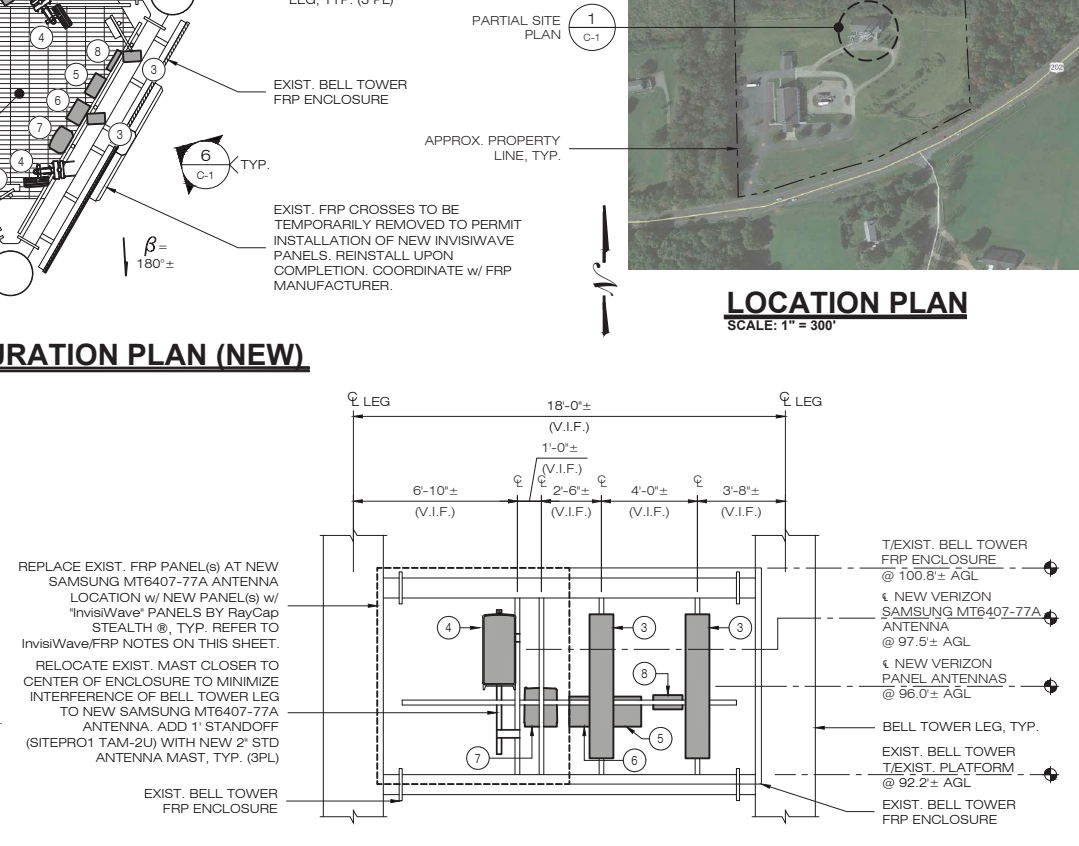 LEG, TYP. (3 PL)
4
8
5
3
6
7
3
4
EXIST. BELL TOWER
FRP ENCLOSURE
6
C-1
TYP.
EXIST. FRP CROSSES TO BE
TEMPORARILY REMOVED TO PERMIT
INSTALLATION OF NEW INVISIWAVE
PANELS. REINSTALL UPON
COMPLETION. COORDINATE w/ FRP
MANUFACTURER.
β =
180°±
PARTIAL SITE
PLAN
1
C-1
APPROX. PROPERTY
LINE, TYP.
202
N
LOCATION PLAN
SCALE: 1" = 300'
URATION PLAN (NEW)
℄ LEG
18'-0"±
(V.I.F.)
℄ LEG
1'-0"±
(V.I.F.)
℄
℄
℄
℄
6'-10"±
(V.I.F.)
2'-6"±
(V.I.F.)
4'-0"±
(V.I.F.)
3'-8"±
(V.I.F.)
REPLACE EXIST. FRP PANEL(s) AT NEW
SAMSUNG MT6407-77A ANTENNA
LOCATION w/ NEW PANEL(s) w/
"InvisiWave" PANELS BY RayCap
STEALTH ®, TYP. REFER TO
InvisiWave/FRP NOTES ON THIS SHEET.
RELOCATE EXIST. MAST CLOSER TO
CENTER OF ENCLOSURE TO MINIMIZE
INTERFERENCE OF BELL TOWER LEG
TO NEW SAMSUNG MT6407-77A
ANTENNA. ADD 1' STANDOFF
(SITEPRO1 TAM-2U) WITH NEW 2" STD
ANTENNA MAST, TYP. (3PL)
EXIST. BELL TOWER
FRP ENCLOSURE
4
3
3
8
5
7
6
T/EXIST. BELL TOWER
FRP ENCLOSURE
@ 100.8'± AGL
℄ NEW VERIZON
SAMSUNG MT6407-77A
ANTENNA
@ 97.5'± AGL
℄ NEW VERIZON
PANEL ANTENNAS
@ 96.0'± AGL
BELL TOWER LEG, TYP.
EXIST. BELL TOWER
T/EXIST. PLATFORM
@ 92.2'± AGL
EXIST. BELL TOWER
FRP ENCLOSURE